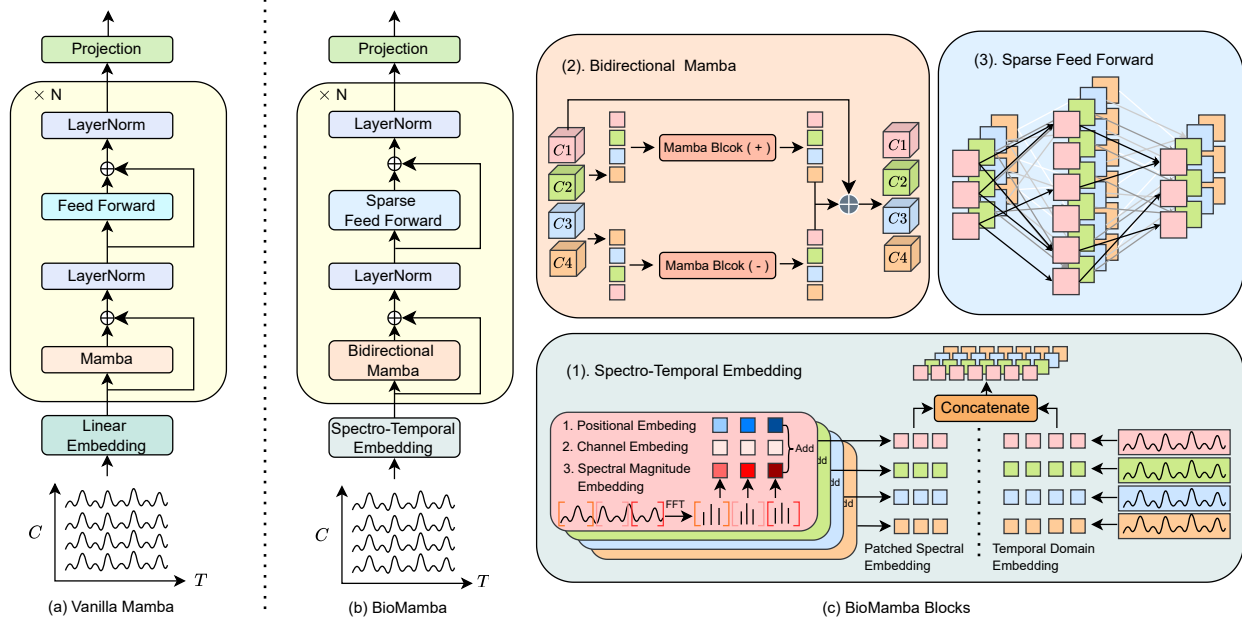 Projection
× N
LayerNorm
Feed Forward
LayerNorm
Mamba
Linear
Embedding
C
T
(a) Vanilla Mamba
Projection
× N
LayerNorm
Sparse
Feed Forward
LayerNorm
Bidirectional
Mamba
Spectro-Temporal
Embedding
C
T
(b) BioMamba
(2). Bidirectional Mamba
C1
C2
C3
C4
Mamba Blcok ( + )
Mamba Blcok ( - )
C1
C2
C3
C4
(3). Sparse Feed Forward
(1). Spectro-Temporal Embedding
1. Positional Embeding
2. Channel Embeding
3. Spectral Magnitude
Embedding
FFT
Add
dd
dd
dd
Concatenate
Patched Spectral
Embedding
Temporal Domain
Embedding
(c) BioMamba Blocks